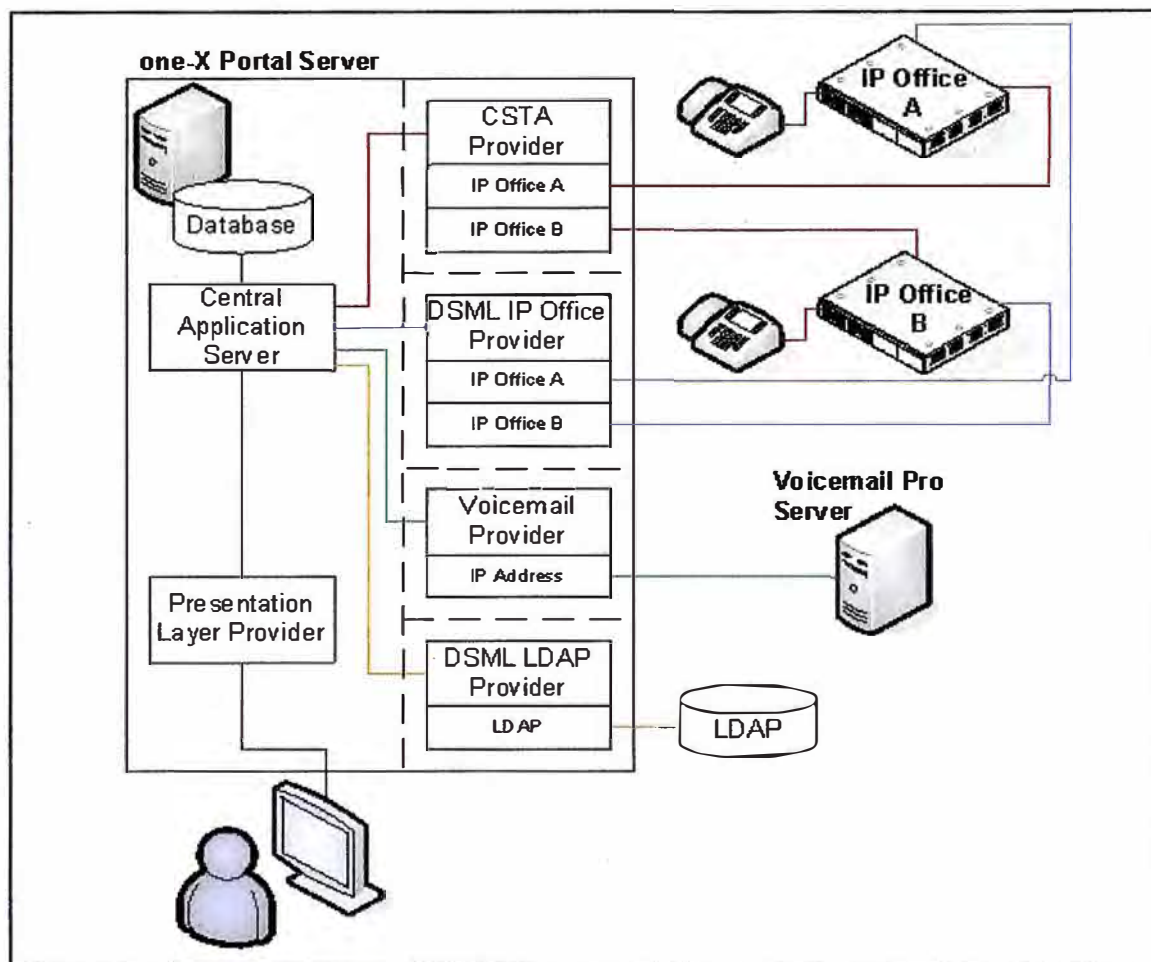 one-X Portal Server
Database
Central
Application
Server
Presentation
Layer Provider
CSTA
Provider
IP Office A
IP Office B
DSML IP Office
Provider
IP Office A
IP Office B
Voicemail
Provider
IP Address
DSML LDAP
Provider
LDAP
IP Office
A
IP Office
B
Voicemail Pro
Server
LDAP